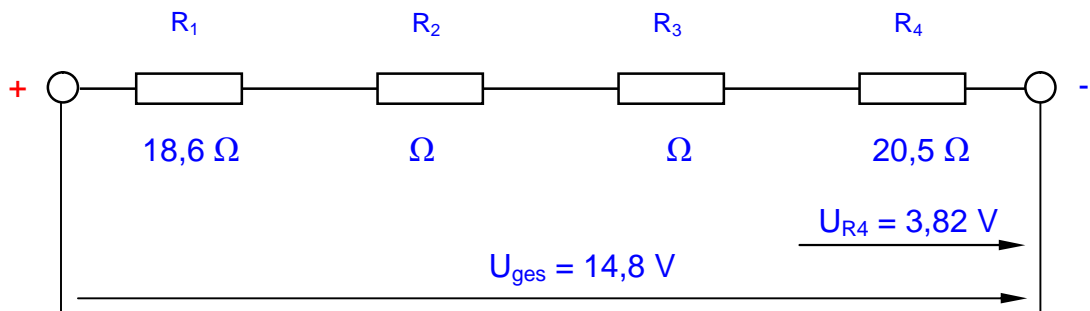 R1 R2 R3 R4
+ -
18,6 Ω Ω Ω 20,5 Ω
UR4 = 3,82 V
Uges = 14,8 V